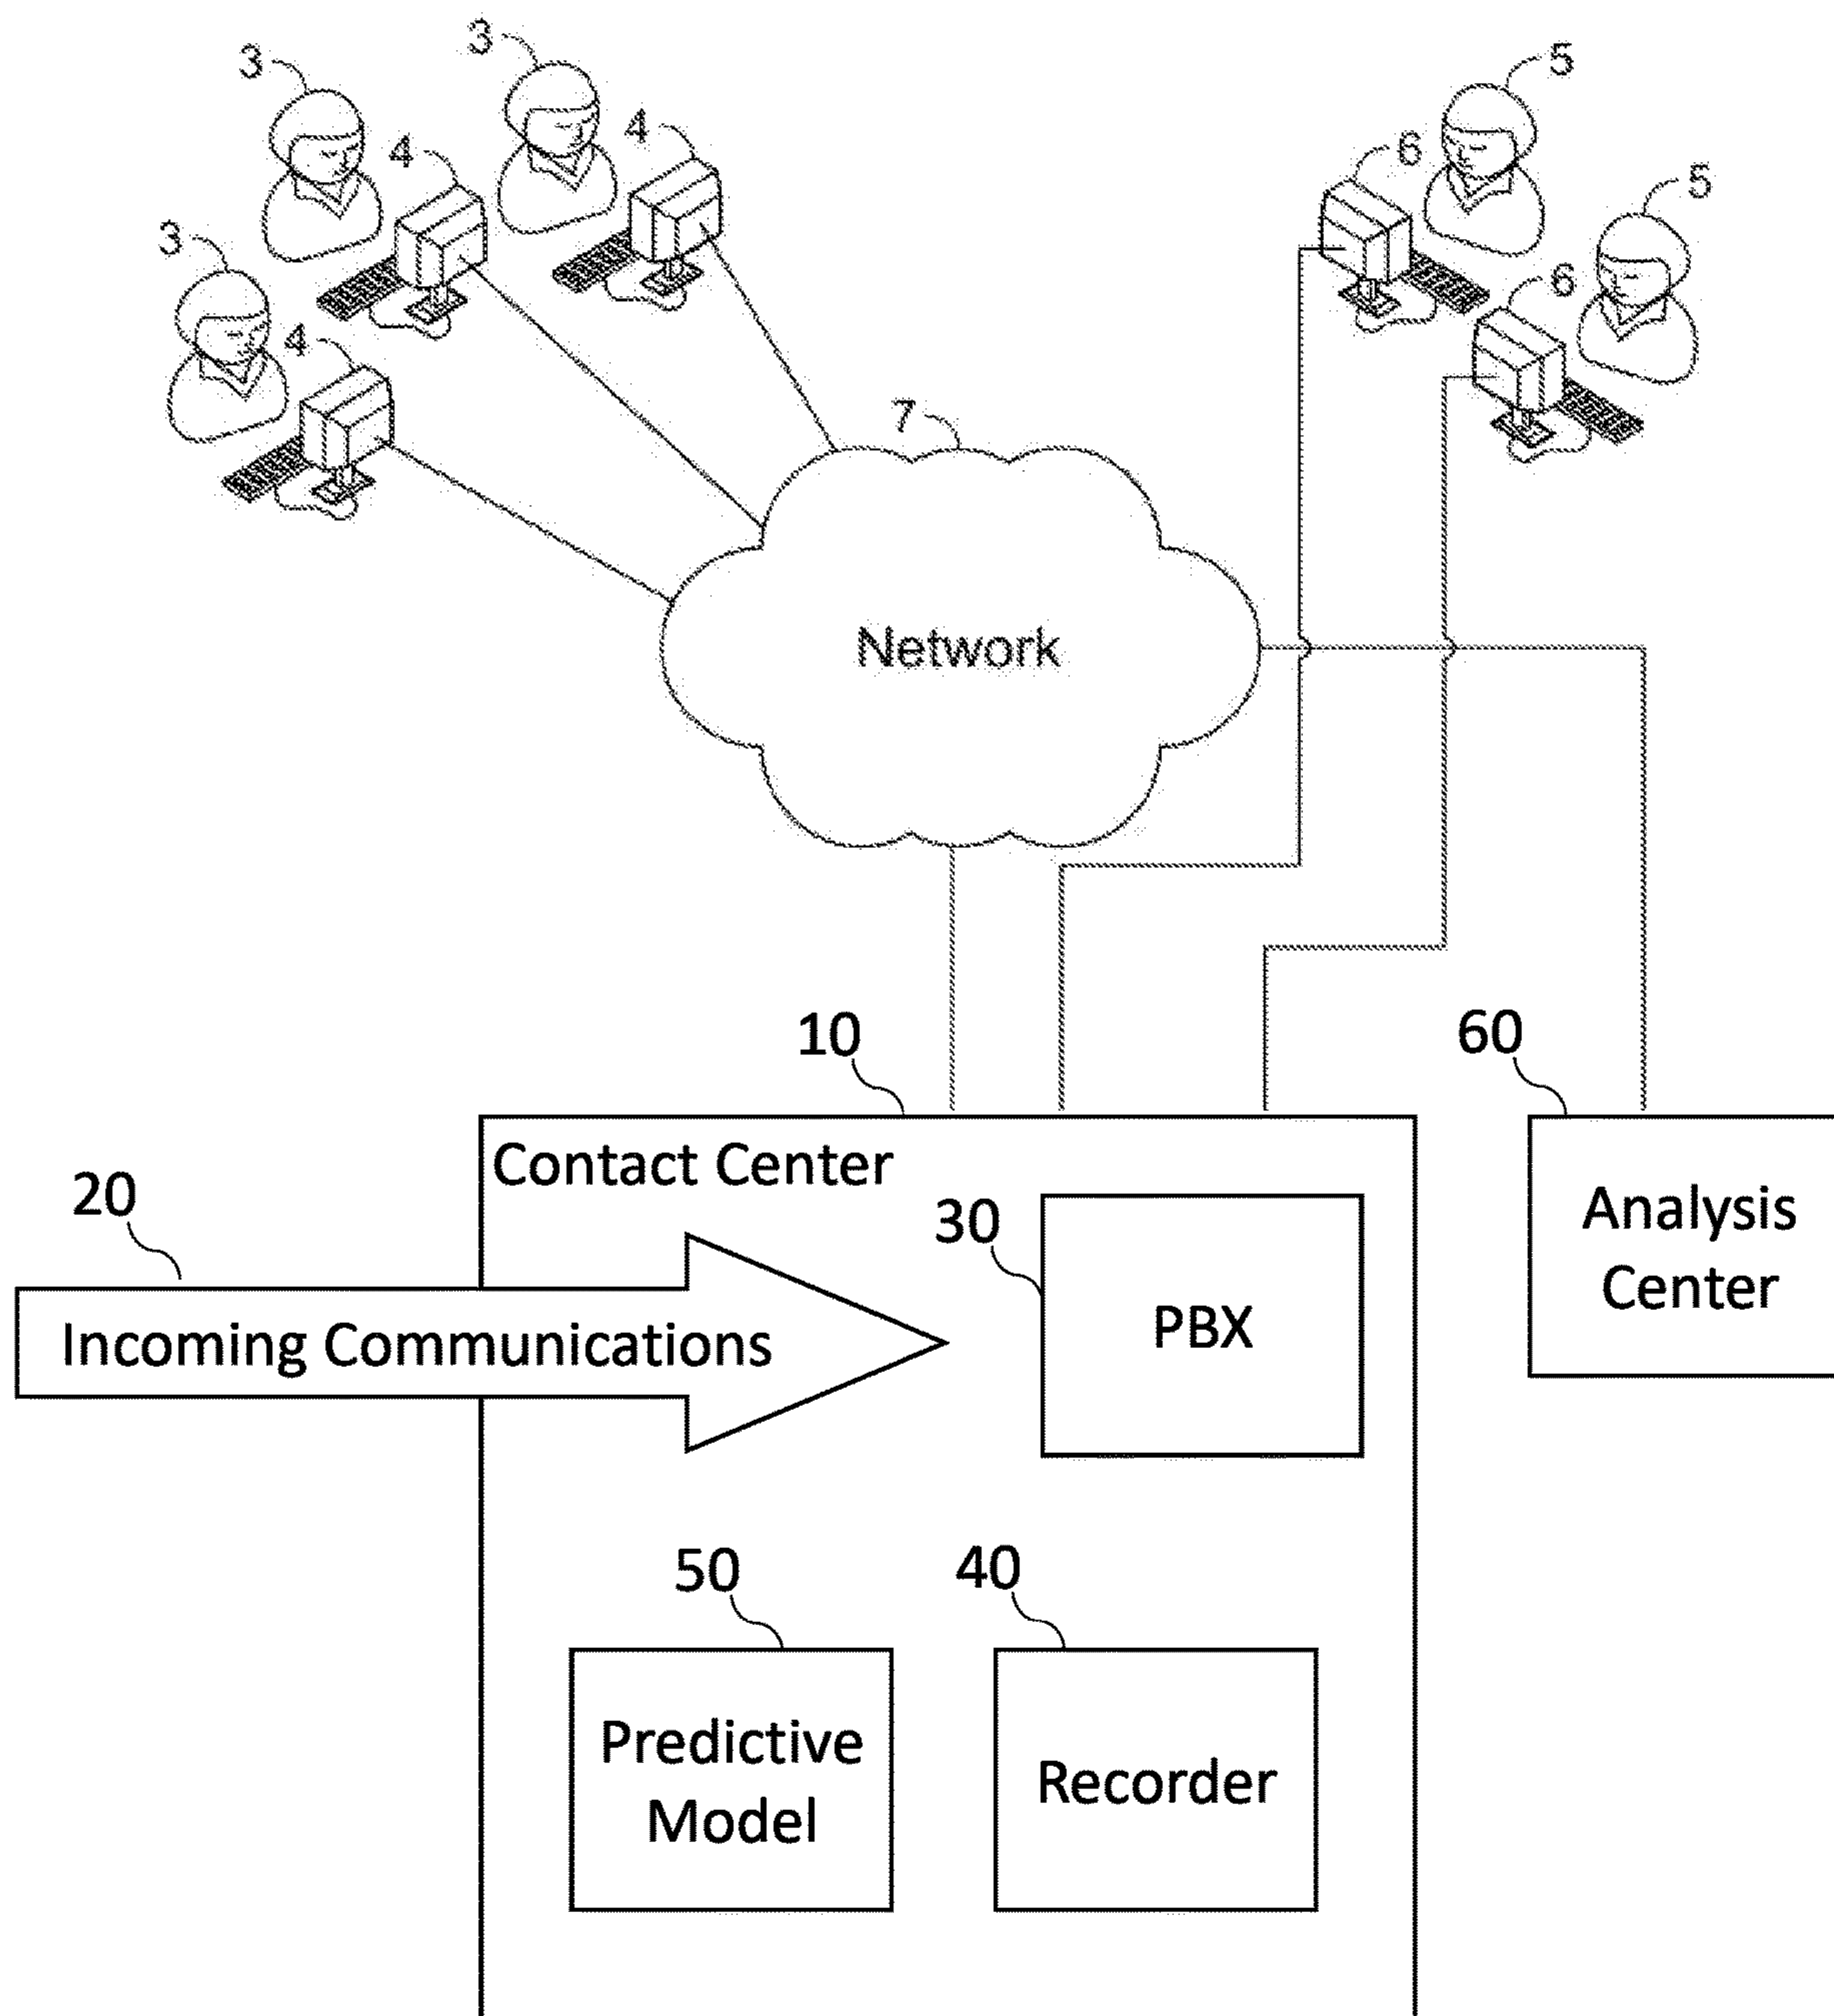 3
3
5
4
4
6
5
3
6
4
7
Network
10
60
Contact Center
20
30
Analysis
Center
PBX
Incoming Communications
50
40
Predictive
Model
Recorder